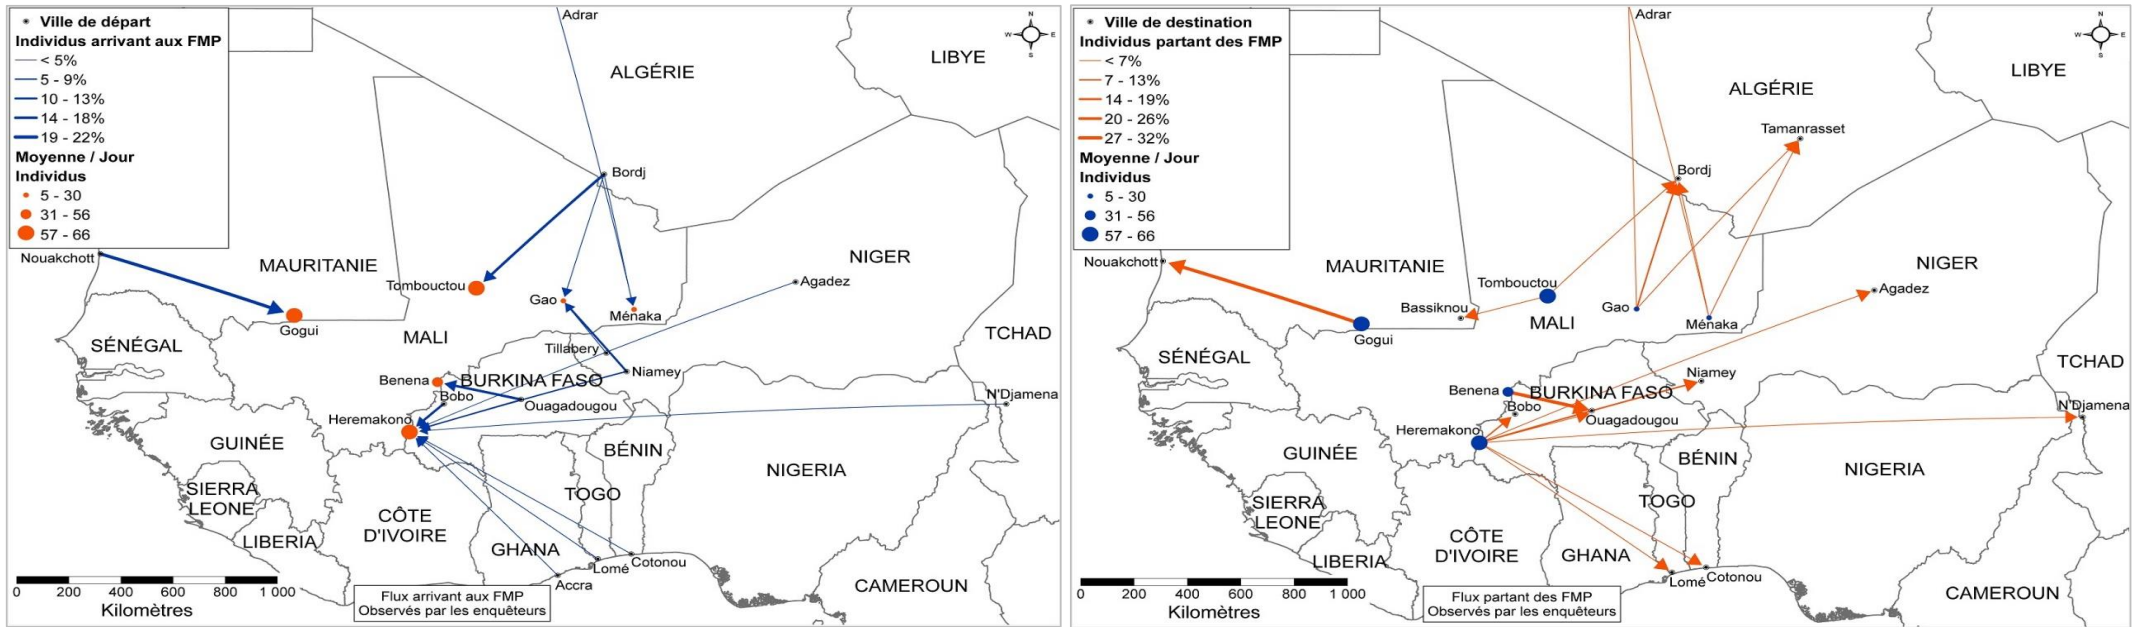 Ville de départ
Individus arrivant aux FMP
< 5%
5 - 9%
10 - 13%
14 - 18%
19 - 22%
Moyenne / Jour
Individus
5 - 30
31 - 56
57 - 66
Adrar
N
W
E
S
LIBYE
ALGÉRIE
Bordj
Nouakchott
MAURITANIE
Tombouctou
Gao
Ménaka
Agadez
NIGER
Gogui
MALI
TCHAD
SÉNÉGAL
Tillabery
Niamey
Benena
BURKINA FASO
Bobo
Ouagadougou
N'Djamena
Heremakono
GUINÉE
BÉNIN
NIGERIA
SIERRA
LEONE
TOGO
CÔTE
D'IVOIRE
LIBERIA
GHANA
Lomé
Cotonou
Accra
CAMEROUN
0 200 400 600 800 1 000
Kilomètres
Flux arrivant aux FMP
Observés par les enquêteurs
Ville de destination
Individus partant des FMP
< 7%
7 - 13%
14 - 19%
20 - 26%
27 - 32%
Moyenne / Jour
Individus
5 - 30
31 - 56
57 - 66
Adrar
N
W
E
S
LIBYE
ALGÉRIE
Tamanrasset
Bordj
Nouakchott
MAURITANIE
Tombouctou
Bassiknou
Gao
Ménaka
NIGER
Agadez
Gogui
MALI
SÉNÉGAL
TCHAD
Niamey
Benena
BURKINA FASO
Bobo
Ouagadougou
N'Djamena
Heremakono
GUINÉE
BÉNIN
NIGERIA
SIERRA
LEONE
TOGO
CÔTE
D'IVOIRE
LIBERIA
GHANA
Lomé
Cotonou
CAMEROUN
0 200 400 600 800 1 000
Kilomètres
Flux partant des FMP
Observés par les enquêteurs